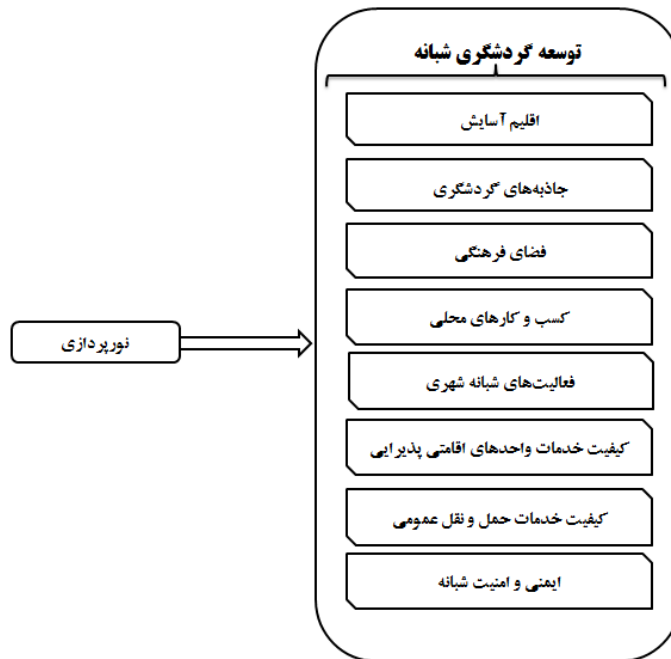 توسعه گردشگری شبانه
اقلیم آسایش
جاذبه‌های گردشگری
فضای فرهنگی
کسب و کارهای محلی
نورپردازی
فعالیت‌های شبانه شهری
کیفیت خدمات واحدهای اقامتی پذیرایی
کیفیت خدمات حمل و نقل عمومی
ایمنی و امنیت شبانه